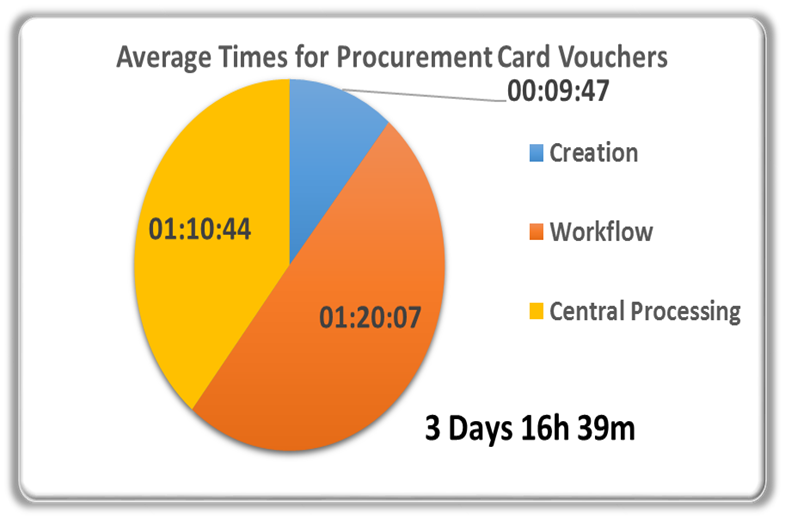 Average Times for Procurement Card Vouchers
00:09:47
Creation
01:10:44
Workflow
01:20:07
Central Processing
3 Days 16h 39m